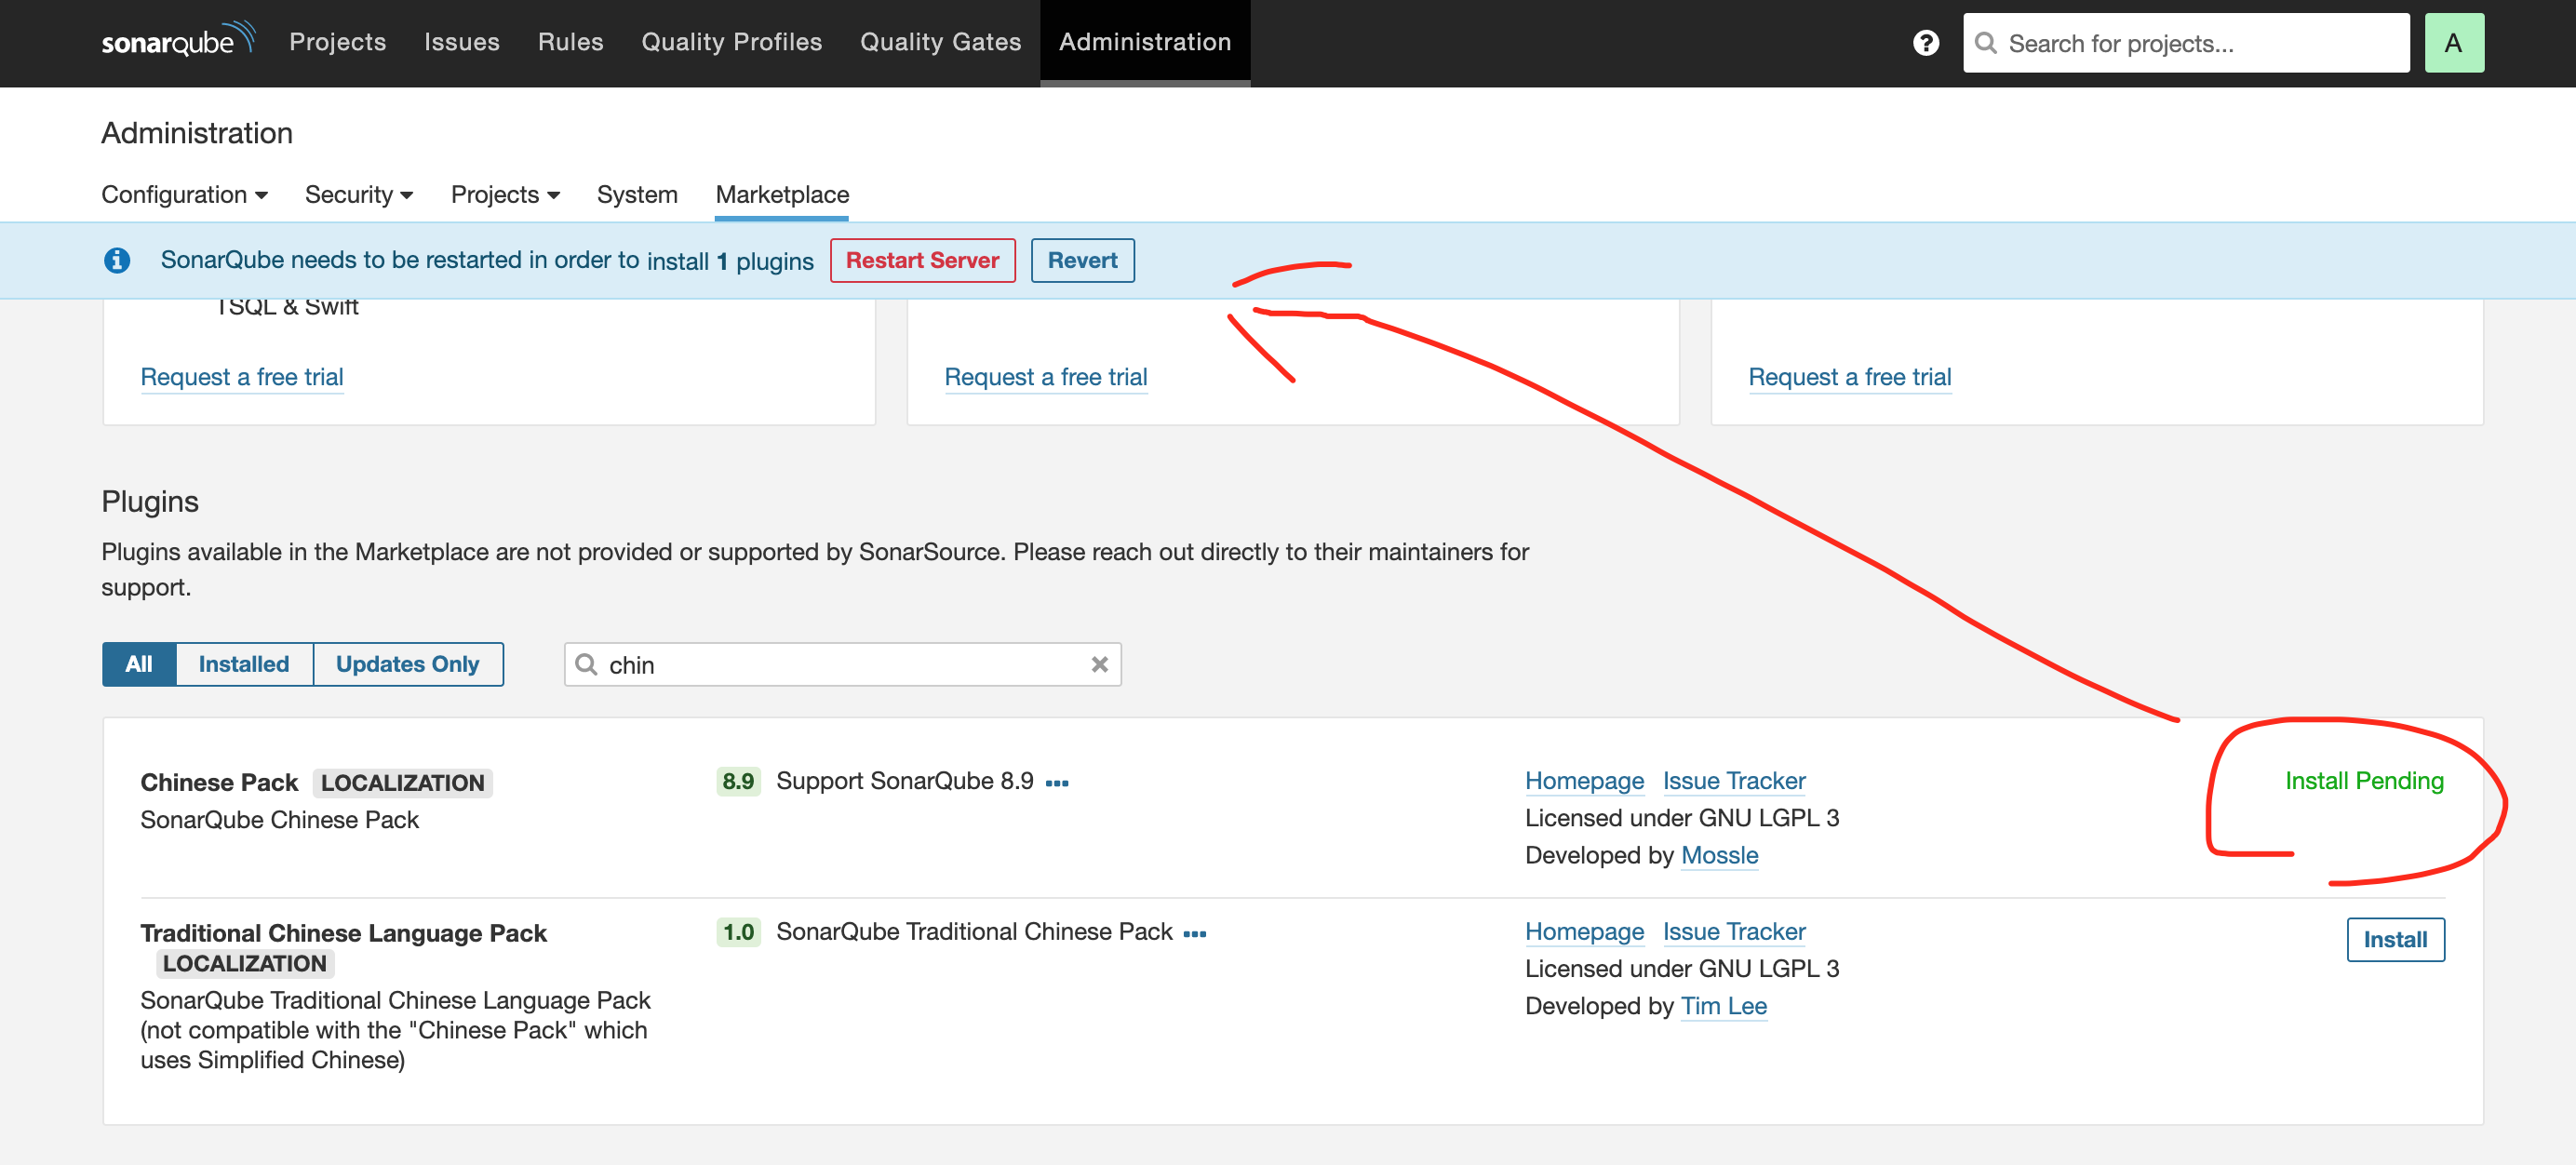 sonarqube Projects Issues Rules Quality Profiles Quality Gates Administration ? Search for projects... A
Administration
Configuration Security Projects System Marketplace
SonarQube needs to be restarted in order to install 1 plugins Restart Server Revert
TSQL & Swift
Request a free trial Request a free trial Request a free trial
Plugins
Plugins available in the Marketplace are not provided or supported by SonarSource. Please reach out directly to their maintainers for
support.
All Installed Updates Only chin
Chinese Pack LOCALIZATION 8.9 Support SonarQube 8.9 Homepage Issue Tracker Install Pending
SonarQube Chinese Pack Licensed under GNU LGPL 3
Developed by Mossle
Traditional Chinese Language Pack 1.0 SonarQube Traditional Chinese Pack Homepage Issue Tracker Install
LOCALIZATION Licensed under GNU LGPL 3
SonarQube Traditional Chinese Language Pack Developed by Tim Lee
(not compatible with the "Chinese Pack" which
uses Simplified Chinese)